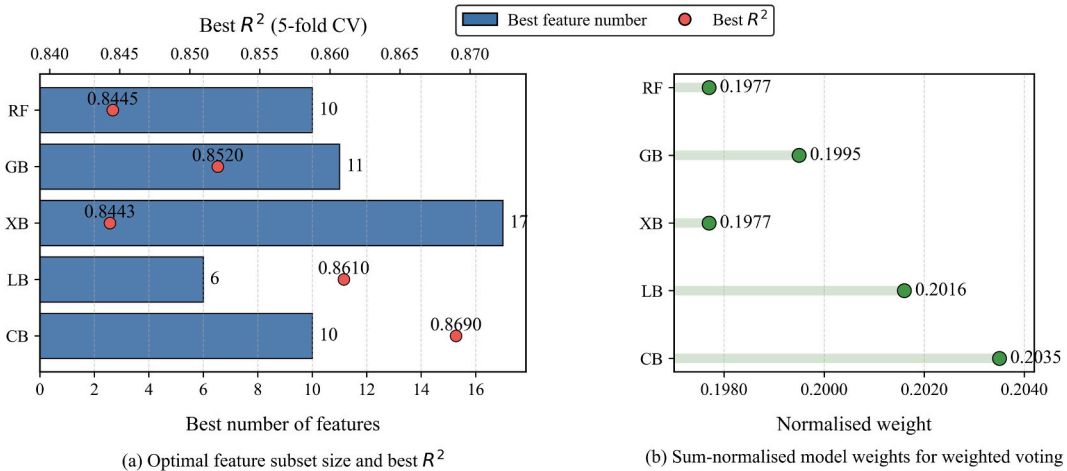 Best feature number
Best R²
Best R² (5-fold CV)
0.840 0.845 0.850 0.855 0.860 0.865 0.870
RF
0.8445
10
GB
0.8520
11
XB
0.8443
17
LB
6
0.8610
CB
10
0.8690
0 2 4 6 8 10 12 14 16
Best number of features
(a) Optimal feature subset size and best R²
RF
0.1977
GB
0.1995
XB
0.1977
LB
0.2016
CB
0.2035
0.1980 0.2000 0.2020 0.2040
Normalised weight
(b) Sum-normalised model weights for weighted voting